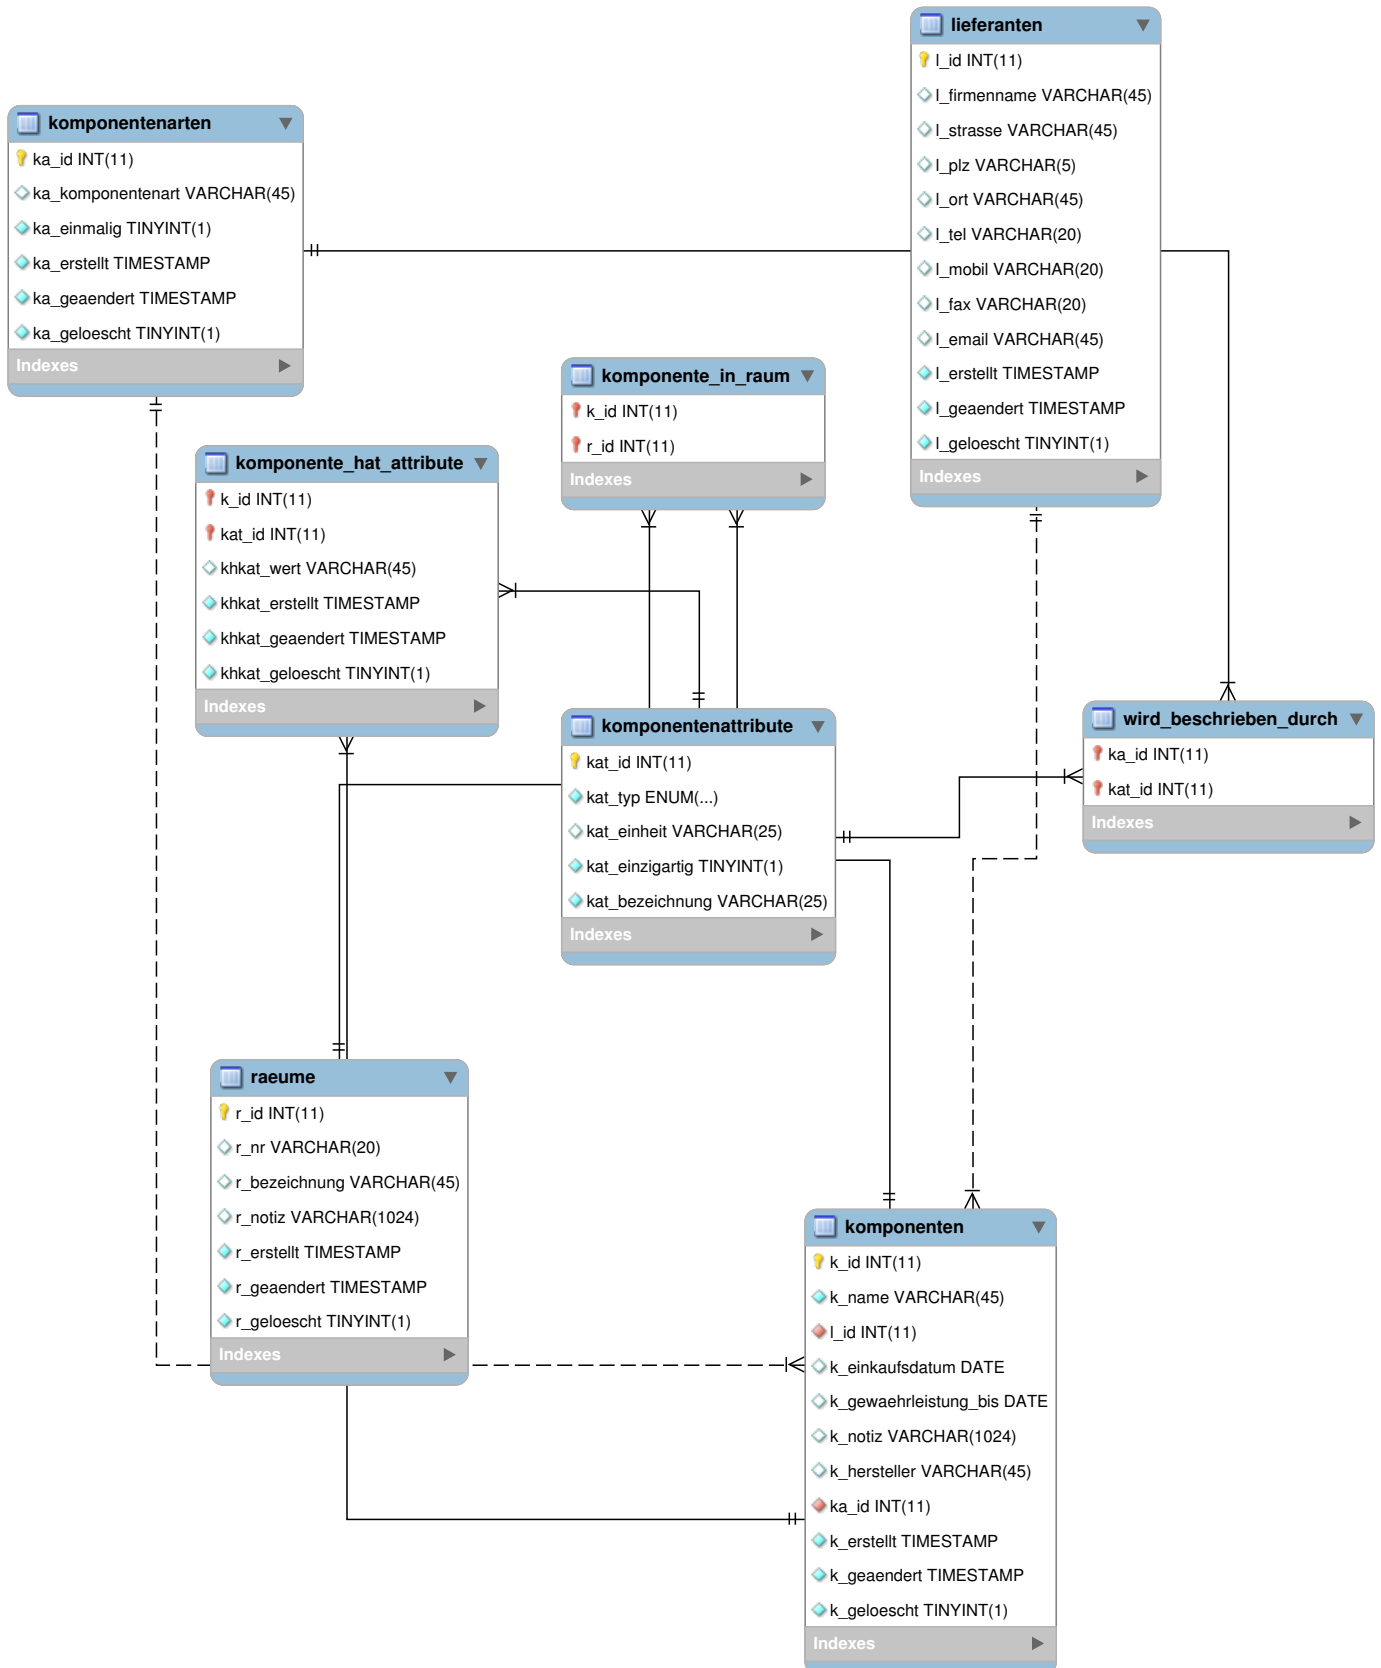 lieferanten
l_id INT(11)
l_firmenname VARCHAR(45)
l_strasse VARCHAR(45)
l_plz VARCHAR(5)
l_ort VARCHAR(45)
l_tel VARCHAR(20)
l_mobil VARCHAR(20)
l_fax VARCHAR(20)
l_email VARCHAR(45)
l_erstellt TIMESTAMP
l_geaendert TIMESTAMP
l_geloescht TINYINT(1)
Indexes
komponentenarten
ka_id INT(11)
ka_komponentenart VARCHAR(45)
ka_einmalig TINYINT(1)
ka_erstellt TIMESTAMP
ka_geaendert TIMESTAMP
ka_geloescht TINYINT(1)
Indexes
komponente_in_raum
k_id INT(11)
r_id INT(11)
Indexes
komponente_hat_attribute
k_id INT(11)
kat_id INT(11)
khkat_wert VARCHAR(45)
khkat_erstellt TIMESTAMP
khkat_geaendert TIMESTAMP
khkat_geloescht TINYINT(1)
Indexes
komponentenattribute
kat_id INT(11)
kat_typ ENUM(...)
kat_einheit VARCHAR(25)
kat_einzigartig TINYINT(1)
kat_bezeichnung VARCHAR(25)
Indexes
wird_beschrieben_durch
ka_id INT(11)
kat_id INT(11)
Indexes
raeume
r_id INT(11)
r_nr VARCHAR(20)
r_bezeichnung VARCHAR(45)
r_notiz VARCHAR(1024)
r_erstellt TIMESTAMP
r_geaendert TIMESTAMP
r_geloescht TINYINT(1)
Indexes
komponenten
k_id INT(11)
k_name VARCHAR(45)
l_id INT(11)
k_einkaufsdatum DATE
k_gewaehrleistung_bis DATE
k_notiz VARCHAR(1024)
k_hersteller VARCHAR(45)
ka_id INT(11)
k_erstellt TIMESTAMP
k_geaendert TIMESTAMP
k_geloescht TINYINT(1)
Indexes